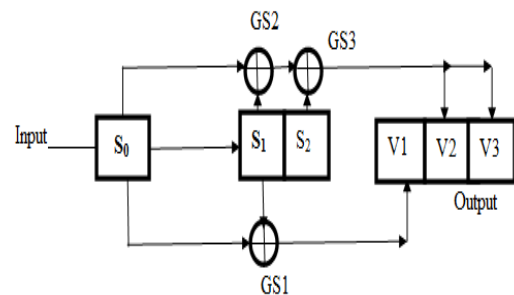 GS2
GS3
Input
S₀
S₁
S₂
V1
V2
V3
Output
GS1